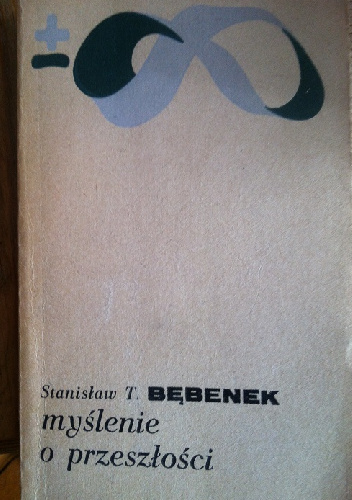 ±∞
Stanisław T. BĘBENEK
myślenie
o przeszłości